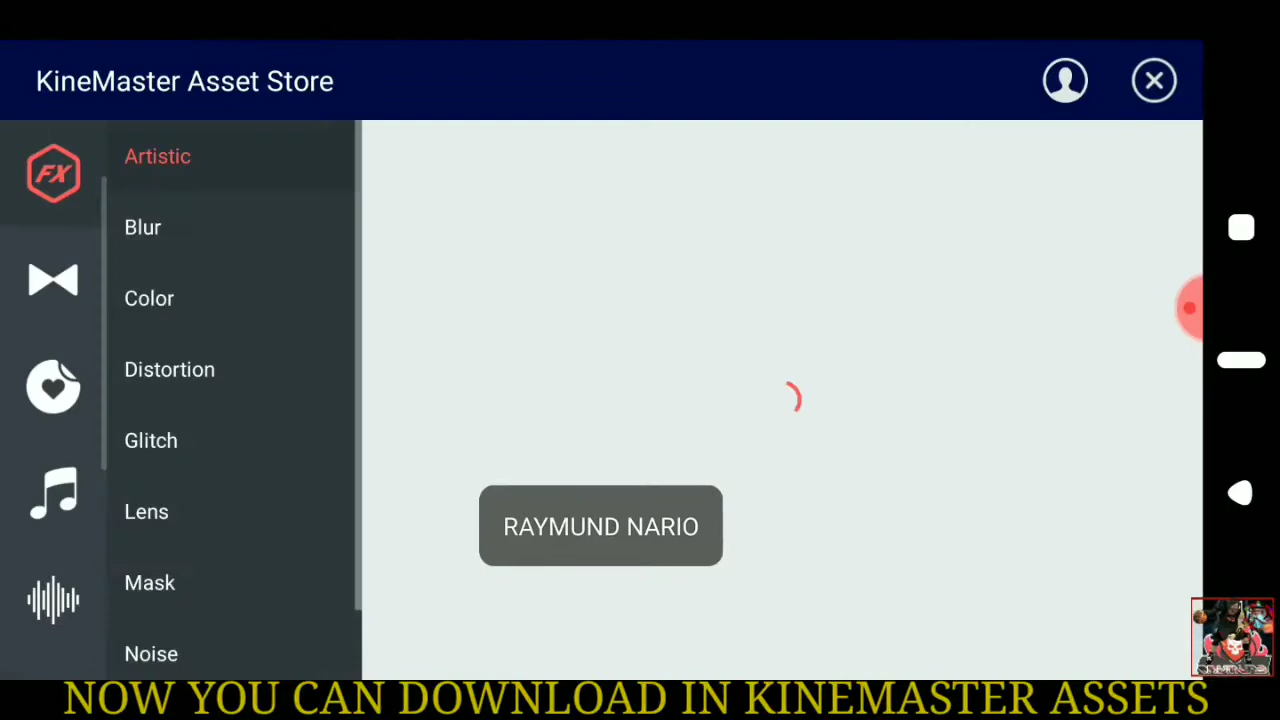 KineMaster Asset Store
FX
Artistic
Blur
Color
Distortion
Glitch
Lens
Mask
Noise
RAYMUND NARIO
NOW YOU CAN DOWNLOAD IN KINEMASTER ASSETS